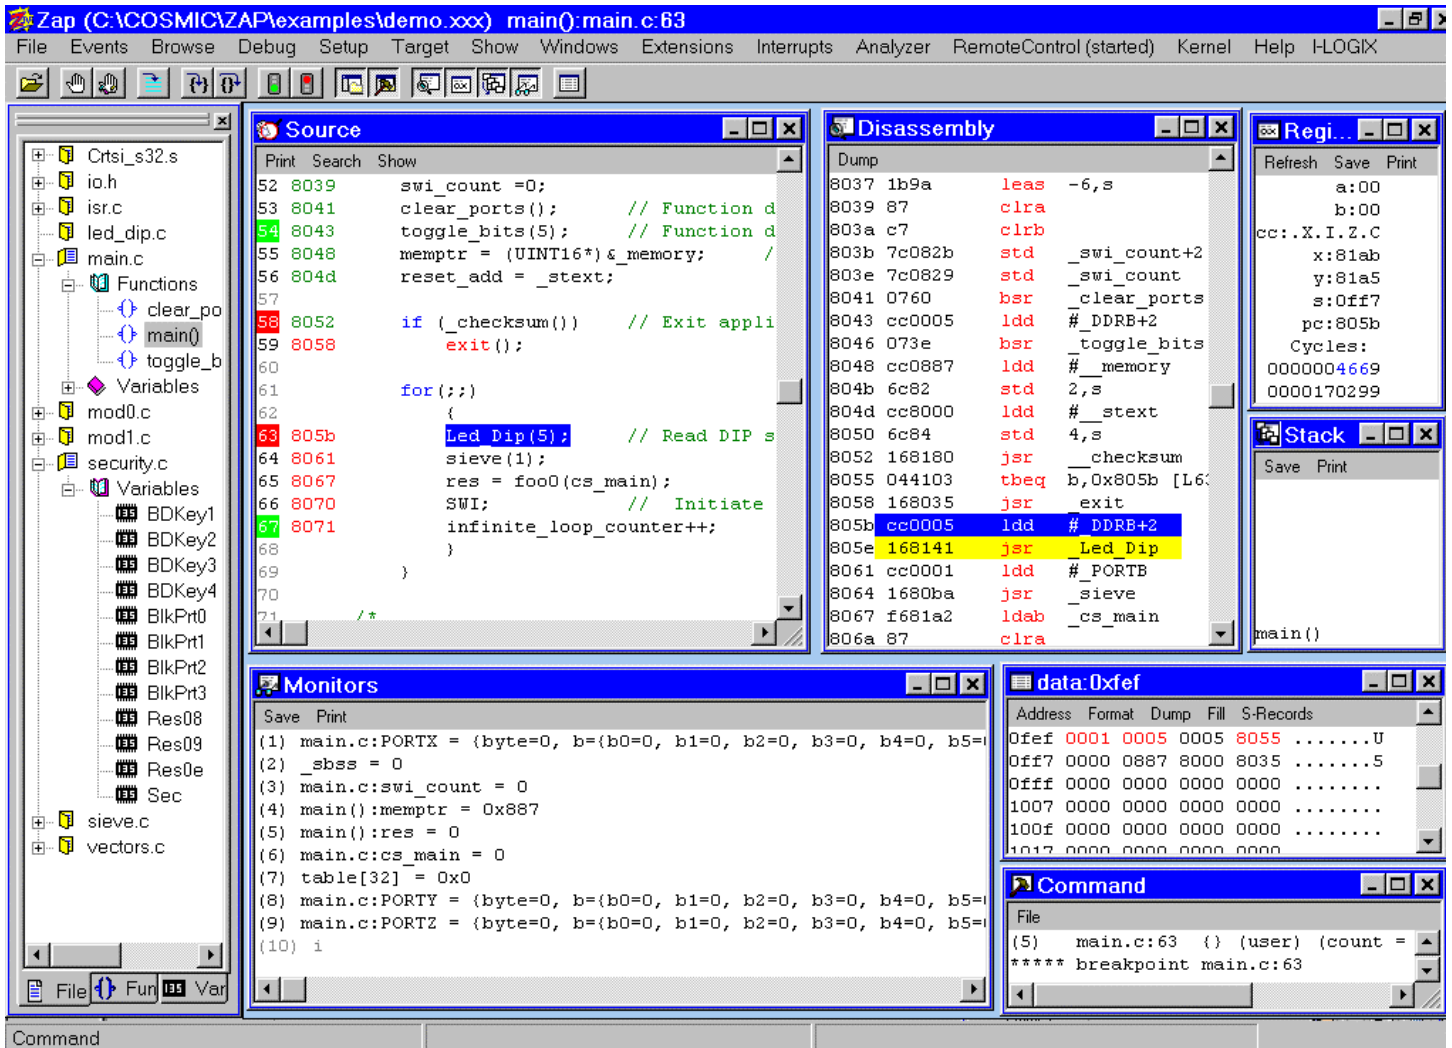 Zap (C:\COSMIC\ZAP\examples\demo.xxx) main():main.c:63
File Events Browse Debug Setup Target Show Windows Extensions Interrupts Analyzer RemoteControl (started) Kernel Help I-LOGIX
Crtsi_s32.s
io.h
isr.c
led_dip.c
main.c
Functions
clear_po
main()
toggle_b
Variables
mod0.c
mod1.c
security.c
Variables
BDKey1
BDKey2
BDKey3
BDKey4
BlkPrt0
BlkPrt1
BlkPrt2
BlkPrt3
Res08
Res09
Res0e
Sec
sieve.c
vectors.c
File Fun Var
Source
Print Search Show
52 8039 swi_count =0;
53 8041 clear_ports(); // Function d
54 8043 toggle_bits(5); // Function d
55 8048 memptr = (UINT16*)&_memory; /
56 804d reset_add = _stext;
57
58 8052 if (_checksum()) // Exit appli
59 8058 exit();
60
61 for(;;)
62 {
63 805b Led_Dip(5); // Read DIP s
64 8061 sieve(1);
65 8067 res = foo0(cs_main);
66 8070 SWI; // Initiate
67 8071 infinite_loop_counter++;
68 }
69 }
70
71 /*
Disassembly
Dump
8037 1b9a leas -6,s
8039 87 clra
803a c7 clrb
803b 7c082b std _swi_count+2
803e 7c0829 std _swi_count
8041 0760 bsr _clear_ports
8043 cc0005 ldd #_DDRB+2
8046 073e bsr _toggle_bits
8048 cc0887 ldd #__memory
804b 6c82 std 2,s
804d cc8000 ldd #__stext
8050 6c84 std 4,s
8052 168180 jsr __checksum
8055 044103 tbeq b,0x805b [L6
8058 168035 jsr _exit
805b cc0005 ldd #_DDRB+2
805e 168141 jsr _Led_Dip
8061 cc0001 ldd #_PORTB
8064 1680ba jsr _sieve
8067 f681a2 ldab _cs_main
806a 87 clra
Regi...
Refresh Save Print
a:00
b:00
cc:.X.I.Z.C
x:81ab
y:81a5
s:0ff7
pc:805b
Cycles:
0000004669
0000170299
Stack
Save Print
main()
Monitors
Save Print
(1) main.c:PORTX = {byte=0, b={b0=0, b1=0, b2=0, b3=0, b4=0, b5=
(2) _sbss = 0
(3) main.c:swi_count = 0
(4) main():memptr = 0x887
(5) main():res = 0
(6) main.c:cs_main = 0
(7) table[32] = 0x0
(8) main.c:PORTY = {byte=0, b={b0=0, b1=0, b2=0, b3=0, b4=0, b5=
(9) main.c:PORTZ = {byte=0, b={b0=0, b1=0, b2=0, b3=0, b4=0, b5=
(10) i
data:0xfef
Address Format Dump Fill S-Records
0fef 0001 0005 0005 8055 .......U
0ff7 0000 0887 8000 8035 .......5
0fff 0000 0000 0000 0000 ........
1007 0000 0000 0000 0000 ........
100f 0000 0000 0000 0000 ........
1017 0000 0000 0000 0000
Command
File
(5) main.c:63 {} (user) (count =
***** breakpoint main.c:63
Command